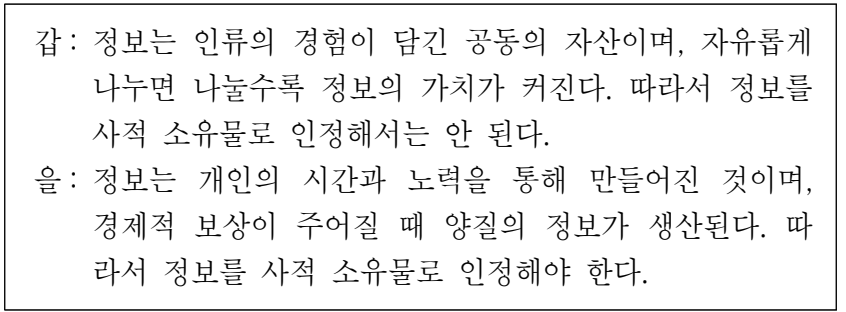 갑 : 정보는 인류의 경험이 담긴 공동의 자산이며, 자유롭게
나누면 나눌수록 정보의 가치가 커진다. 따라서 정보를
사적 소유물로 인정해서는 안 된다.
을 : 정보는 개인의 시간과 노력을 통해 만들어진 것이며,
경제적 보상이 주어질 때 양질의 정보가 생산된다. 따
라서 정보를 사적 소유물로 인정해야 한다.